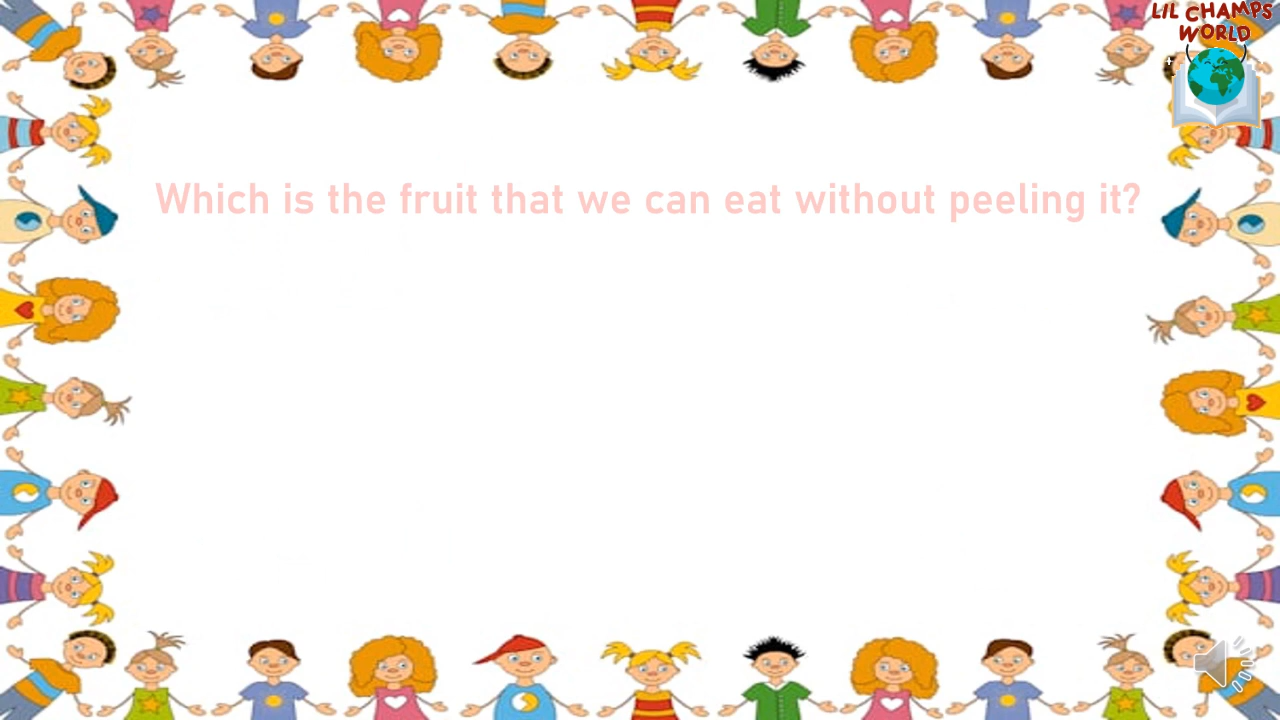 LIL CHAMPS
WORLD
Which is the fruit that we can eat without peeling it?